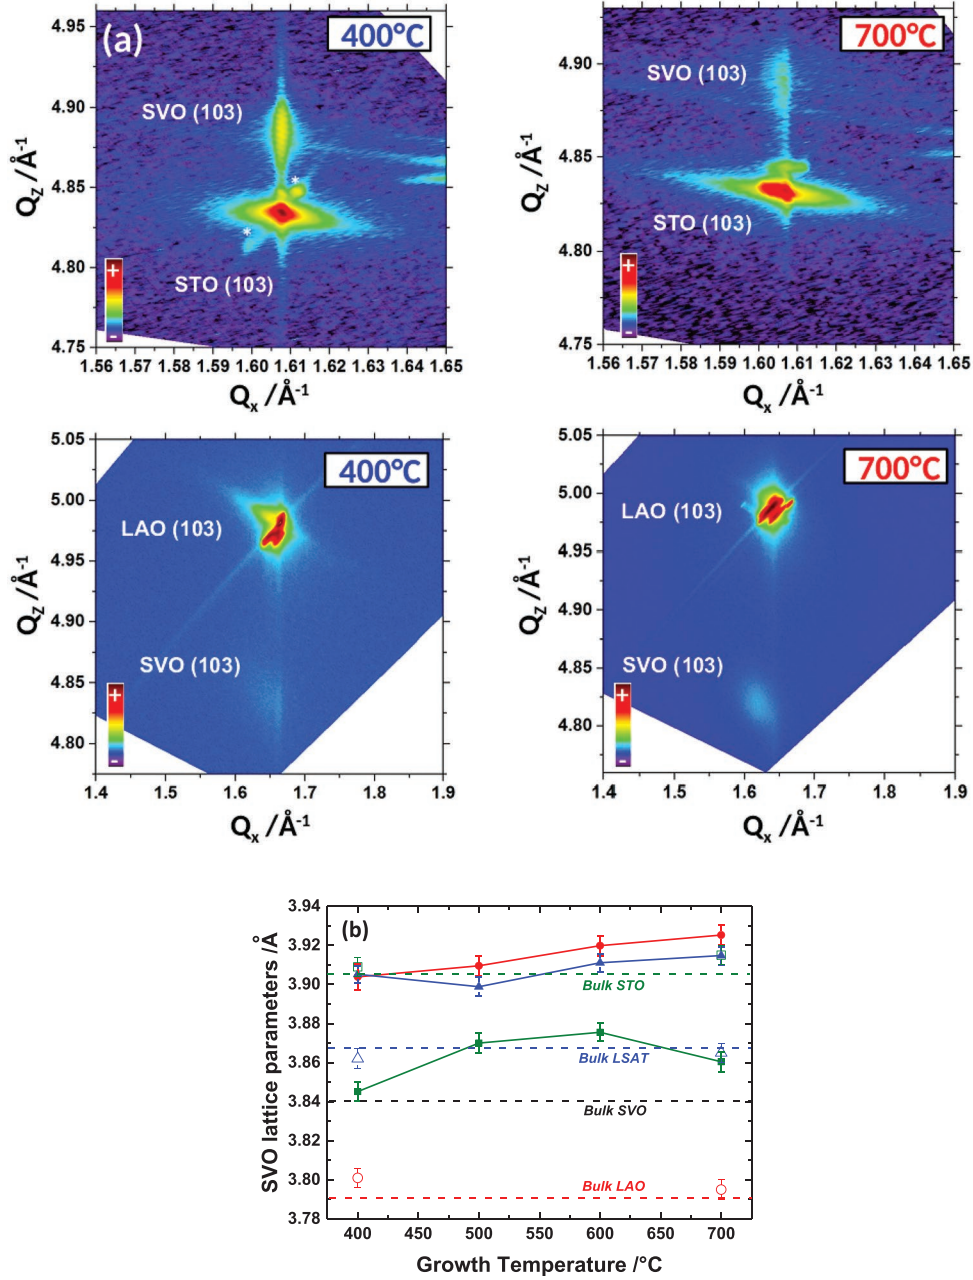 (a)
400°C
SVO (103)
*
*
STO (103)
+
-
4.95
4.90
4.85
4.80
4.75
Qz /Å-1
1.56 1.57 1.58 1.59 1.60 1.61 1.62 1.63 1.64 1.65
Qx /Å-1
700°C
SVO (103)
STO (103)
+
-
4.90
4.85
4.80
4.75
Qz /Å-1
1.57 1.58 1.59 1.60 1.61 1.62 1.63 1.64 1.65
Qx /Å-1
400°C
LAO (103)
SVO (103)
+
-
5.05
5.00
4.95
4.90
4.85
4.80
Qz /Å-1
1.4 1.5 1.6 1.7 1.8 1.9
Qx /Å-1
700°C
LAO (103)
SVO (103)
+
-
5.05
5.00
4.95
4.90
4.85
4.80
Qz /Å-1
1.4 1.5 1.6 1.7 1.8 1.9
Qx /Å-1
(b)
3.94
3.92
3.90
3.88
3.86
3.84
3.82
3.80
3.78
SVO lattice parameters /Å
Bulk STO
Bulk LSAT
Bulk SVO
Bulk LAO
400 450 500 550 600 650 700
Growth Temperature /°C